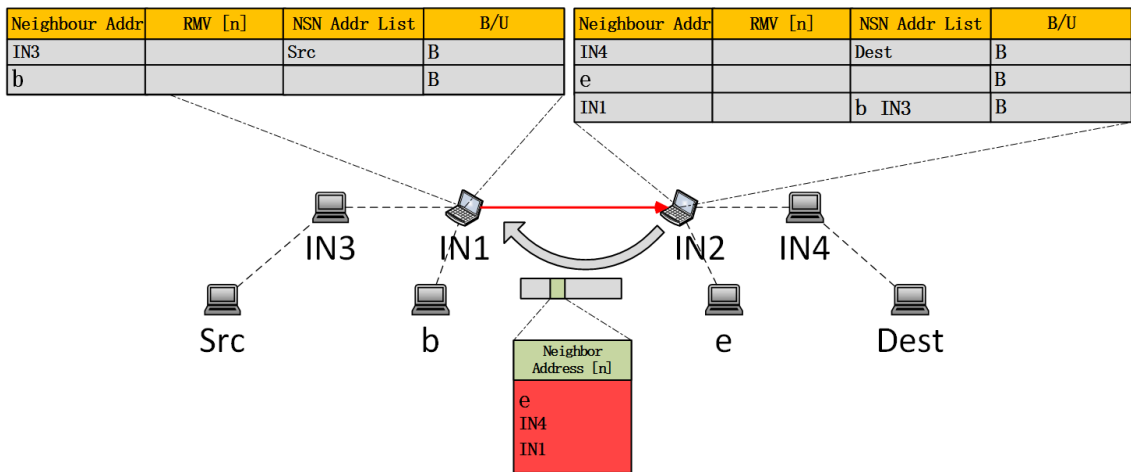 Neighbour Addr RMV [n] NSN Addr List B/U
IN3 Src B
b B
Neighbour Addr RMV [n] NSN Addr List B/U
IN4 Dest B
e B
IN1 b IN3 B
IN3 IN1 IN2 IN4
Src b e Dest
Neighbor
Address [n]
e
IN4
IN1